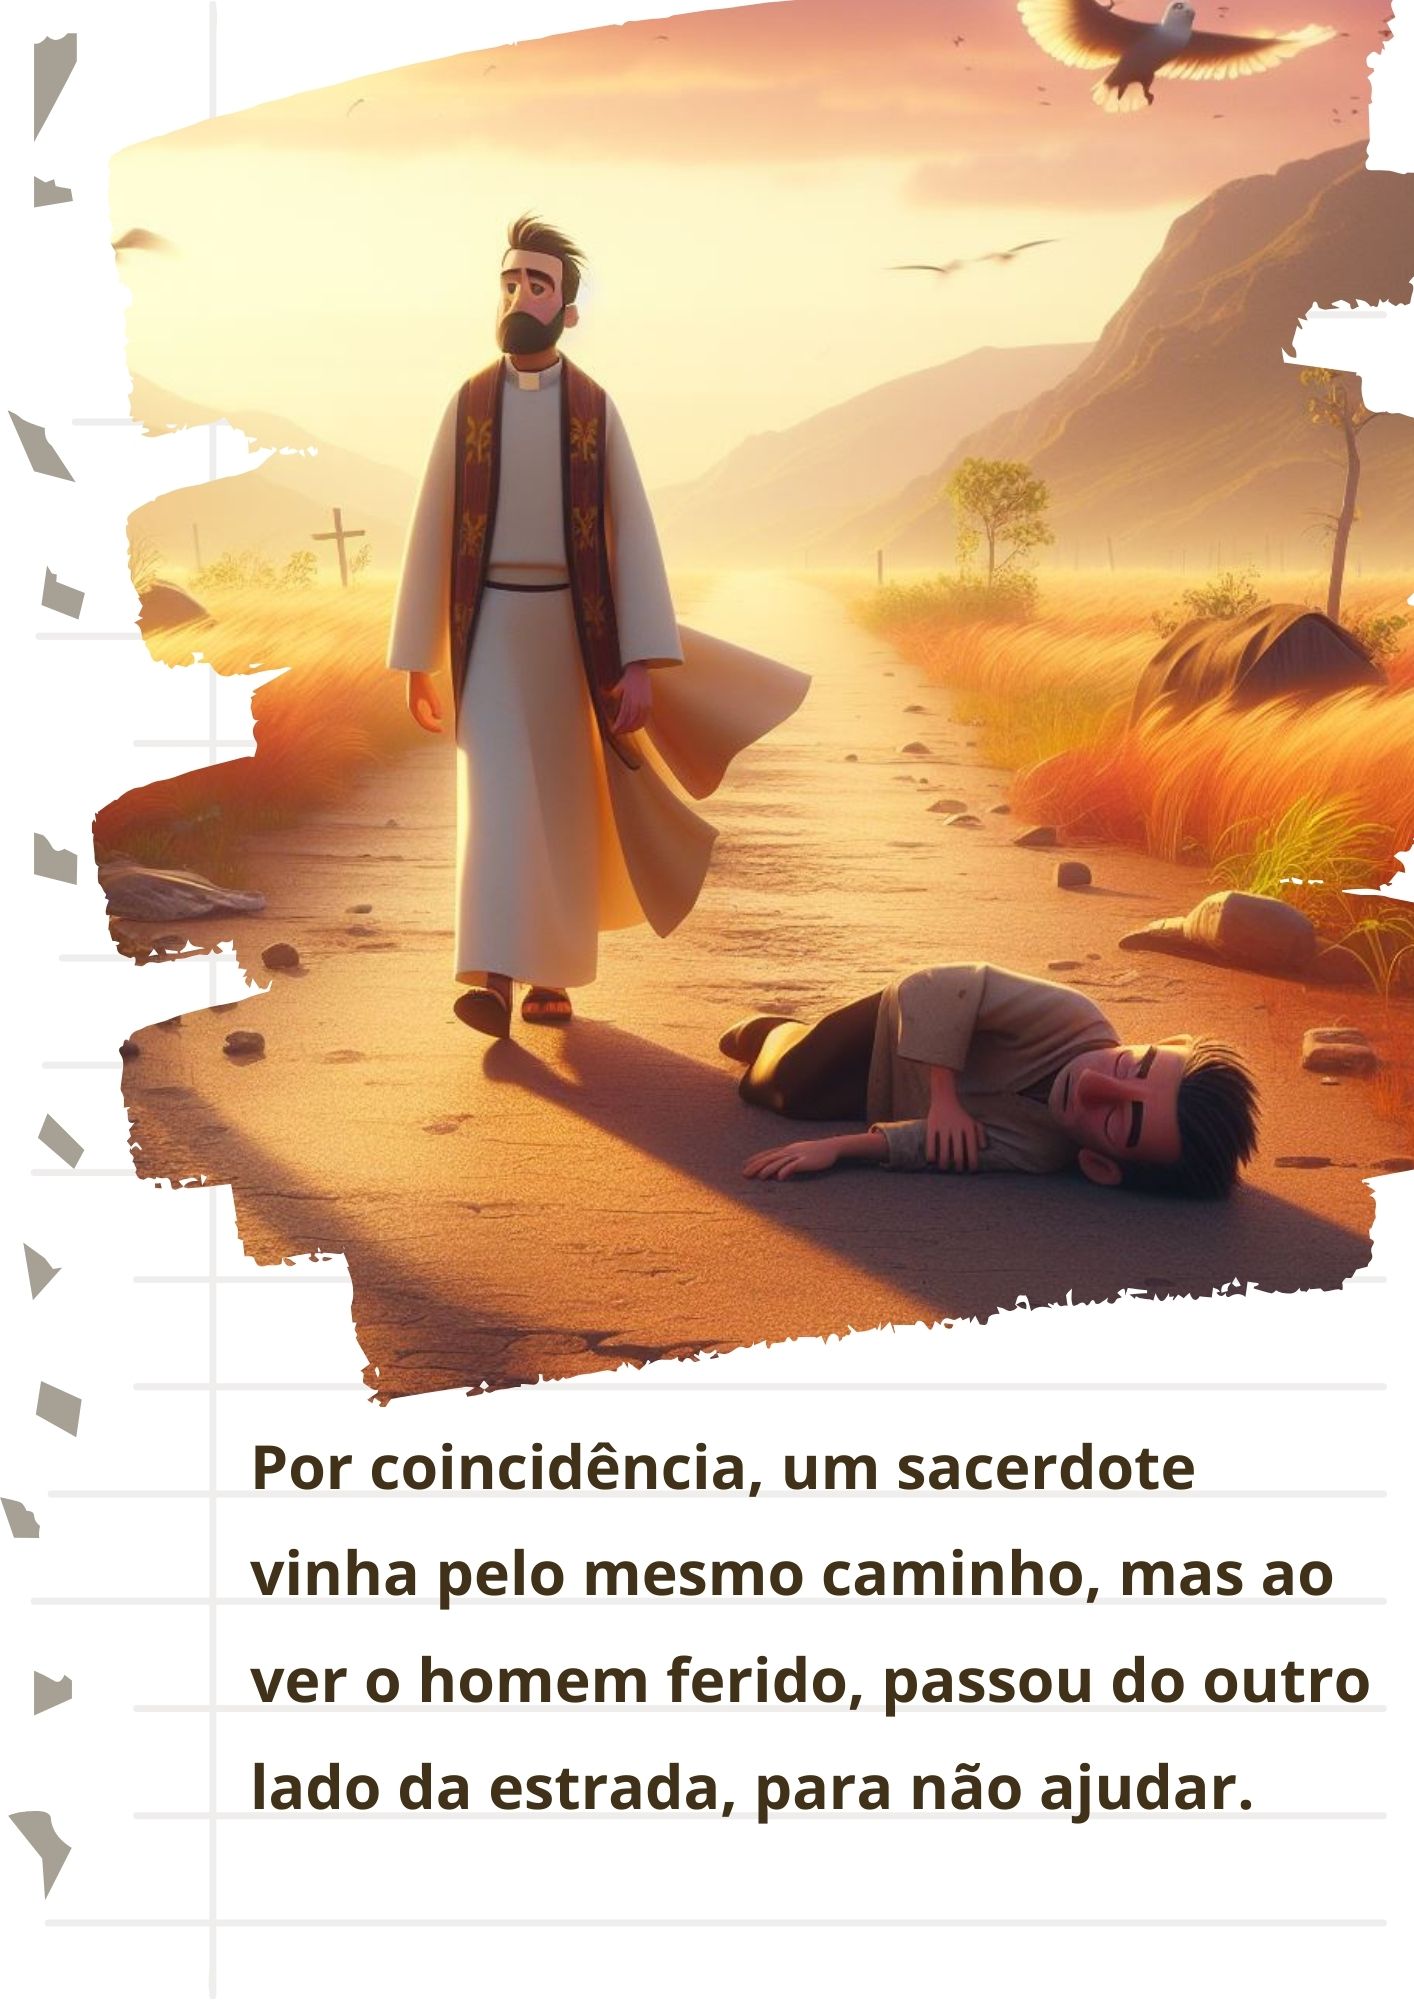 Por coincidência, um sacerdote
vinha pelo mesmo caminho, mas ao
ver o homem ferido, passou do outro
lado da estrada, para não ajudar.